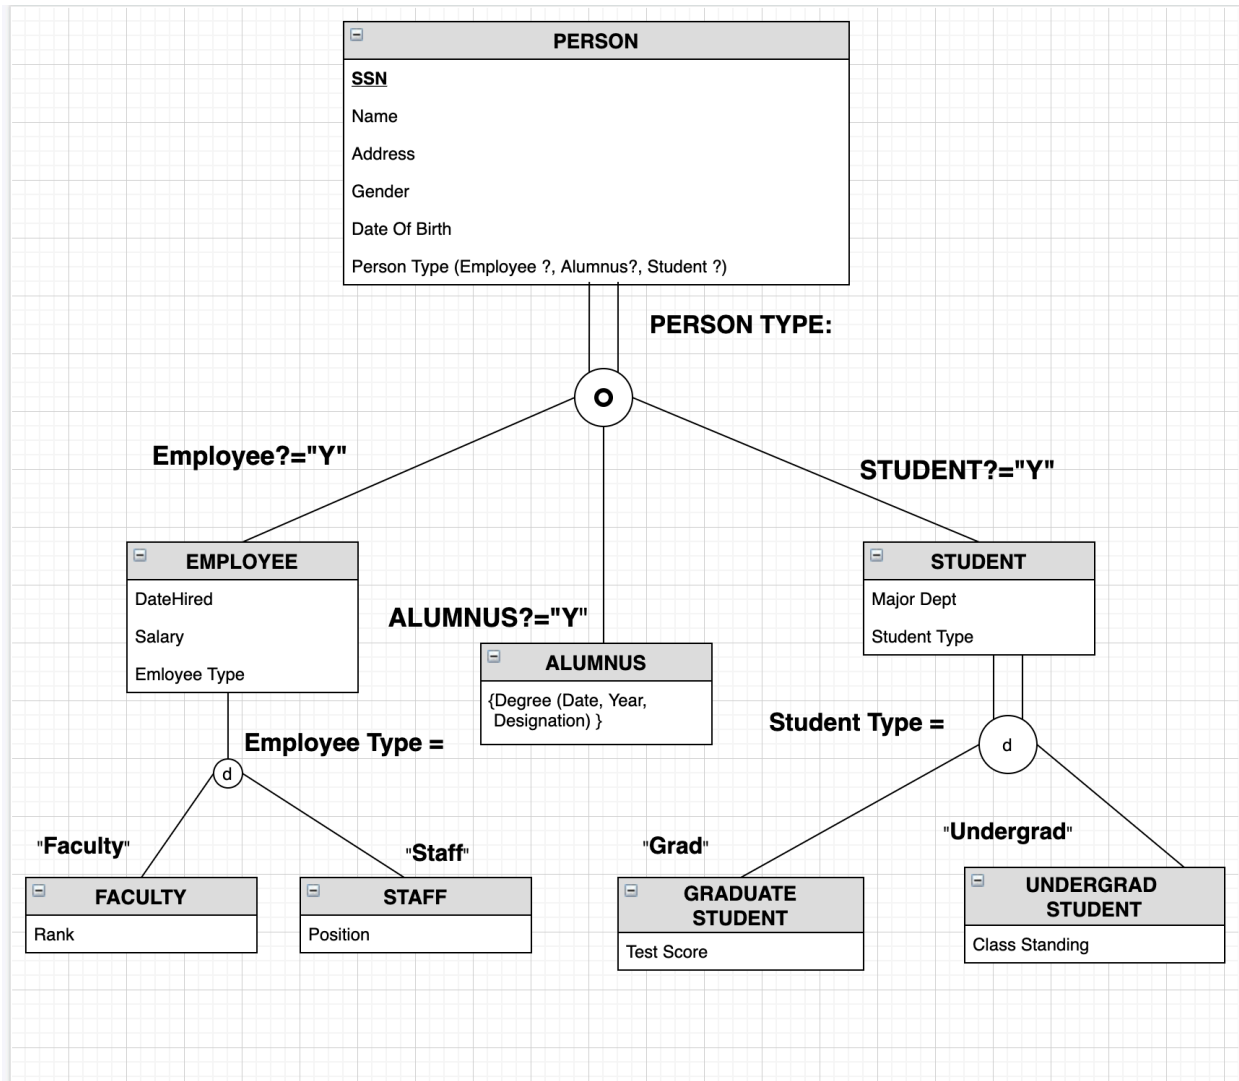 PERSON
SSN
Name
Address
Gender
Date Of Birth
Person Type (Employee ?, Alumnus?, Student ?)
PERSON TYPE:
o
Employee?="Y"
STUDENT?="Y"
EMPLOYEE
DateHired
Salary
Emloyee Type
ALUMNUS?="Y"
ALUMNUS
{Degree (Date, Year,
Designation) }
STUDENT
Major Dept
Student Type
Employee Type =
d
Student Type =
d
"Faculty"
"Staff"
"Grad"
"Undergrad"
FACULTY
Rank
STAFF
Position
GRADUATE
STUDENT
Test Score
UNDERGRAD
STUDENT
Class Standing